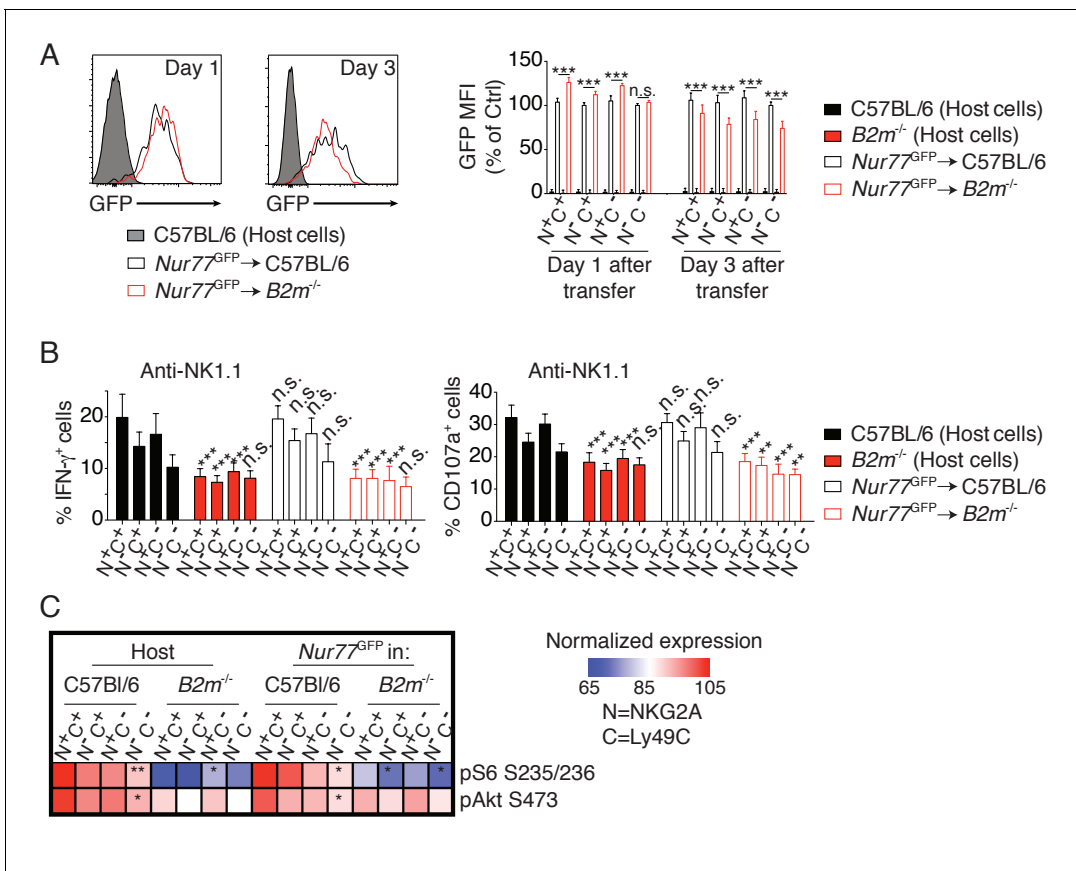 A
Day 1
Day 3
GFP
GFP
C57BL/6 (Host cells)
Nur77GFP→ C57BL/6
Nur77GFP→ B2m-/-
GFP MFI
(% of Ctrl)
150
100
50
0
*** *** *** n.s. *** *** *** ***
N+C+ N-C+ N+C- N-C- N+C+ N-C+ N+C- N-C-
Day 1 after
transfer
Day 3 after
transfer
C57BL/6 (Host cells)
B2m-/- (Host cells)
Nur77GFP→ C57BL/6
Nur77GFP→ B2m-/-
B
Anti-NK1.1
% IFN-γ+ cells
20
10
0
*** *** *** n.s. n.s. n.s. n.s. n.s. *** *** *** n.s.
N+C+ N-C+ N+C- N-C- N+C+ N-C+ N+C- N-C- N+C+ N-C+ N+C- N-C- N+C+ N-C+ N+C- N-C-
Anti-NK1.1
% CD107a+ cells
40
30
20
10
0
*** *** *** ** n.s. n.s. n.s. n.s. *** ** ** **
N+C+ N-C+ N+C- N-C- N+C+ N-C+ N+C- N-C- N+C+ N-C+ N+C- N-C- N+C+ N-C+ N+C- N-C-
C57BL/6 (Host cells)
B2m-/- (Host cells)
Nur77GFP→ C57BL/6
Nur77GFP→ B2m-/-
C
Host
Nur77GFP in:
C57Bl/6
B2m-/-
C57Bl/6
B2m-/-
N+C+ N-C+ N+C- N-C- N+C+ N-C+ N+C- N-C- N+C+ N-C+ N+C- N-C- N+C+ N-C+ N+C- N-C-
** * * * * pS6 S235/236
* * pAkt S473
Normalized expression
65 85 105
N=NKG2A
C=Ly49C